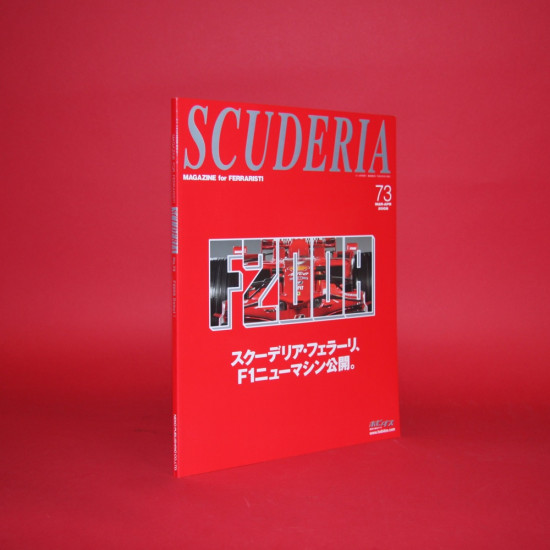 SCUDERIA
MAGAZINE for FERRARISTI
73
F2008
スクーデリア・フェラーリ、
F1ニューマシン公開。